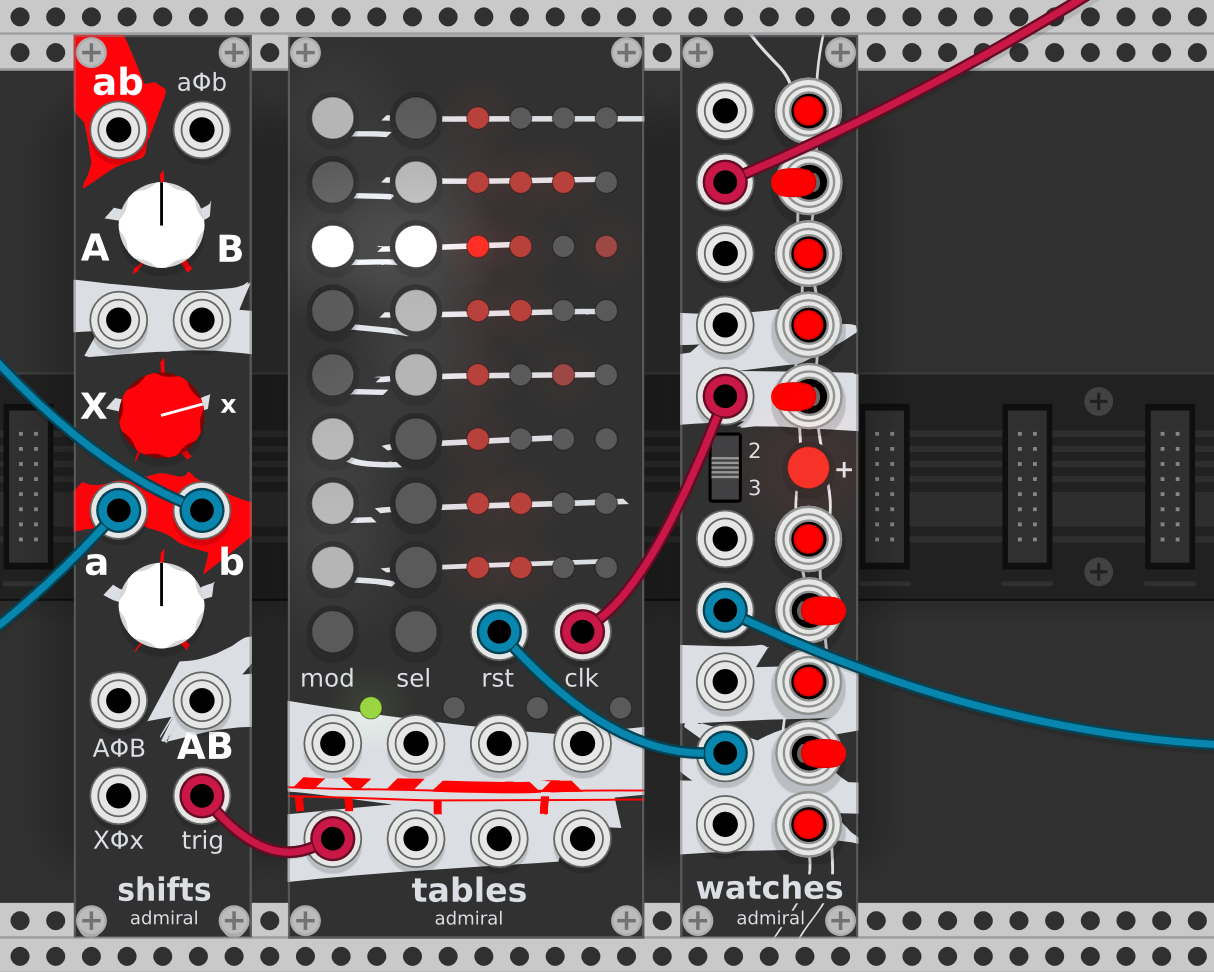 ab aΦb
A B
X x
a b
AΦB AB
XΦx trig
shifts
admiral
mod sel rst clk
tables
admiral
2
3
+
watches
admiral